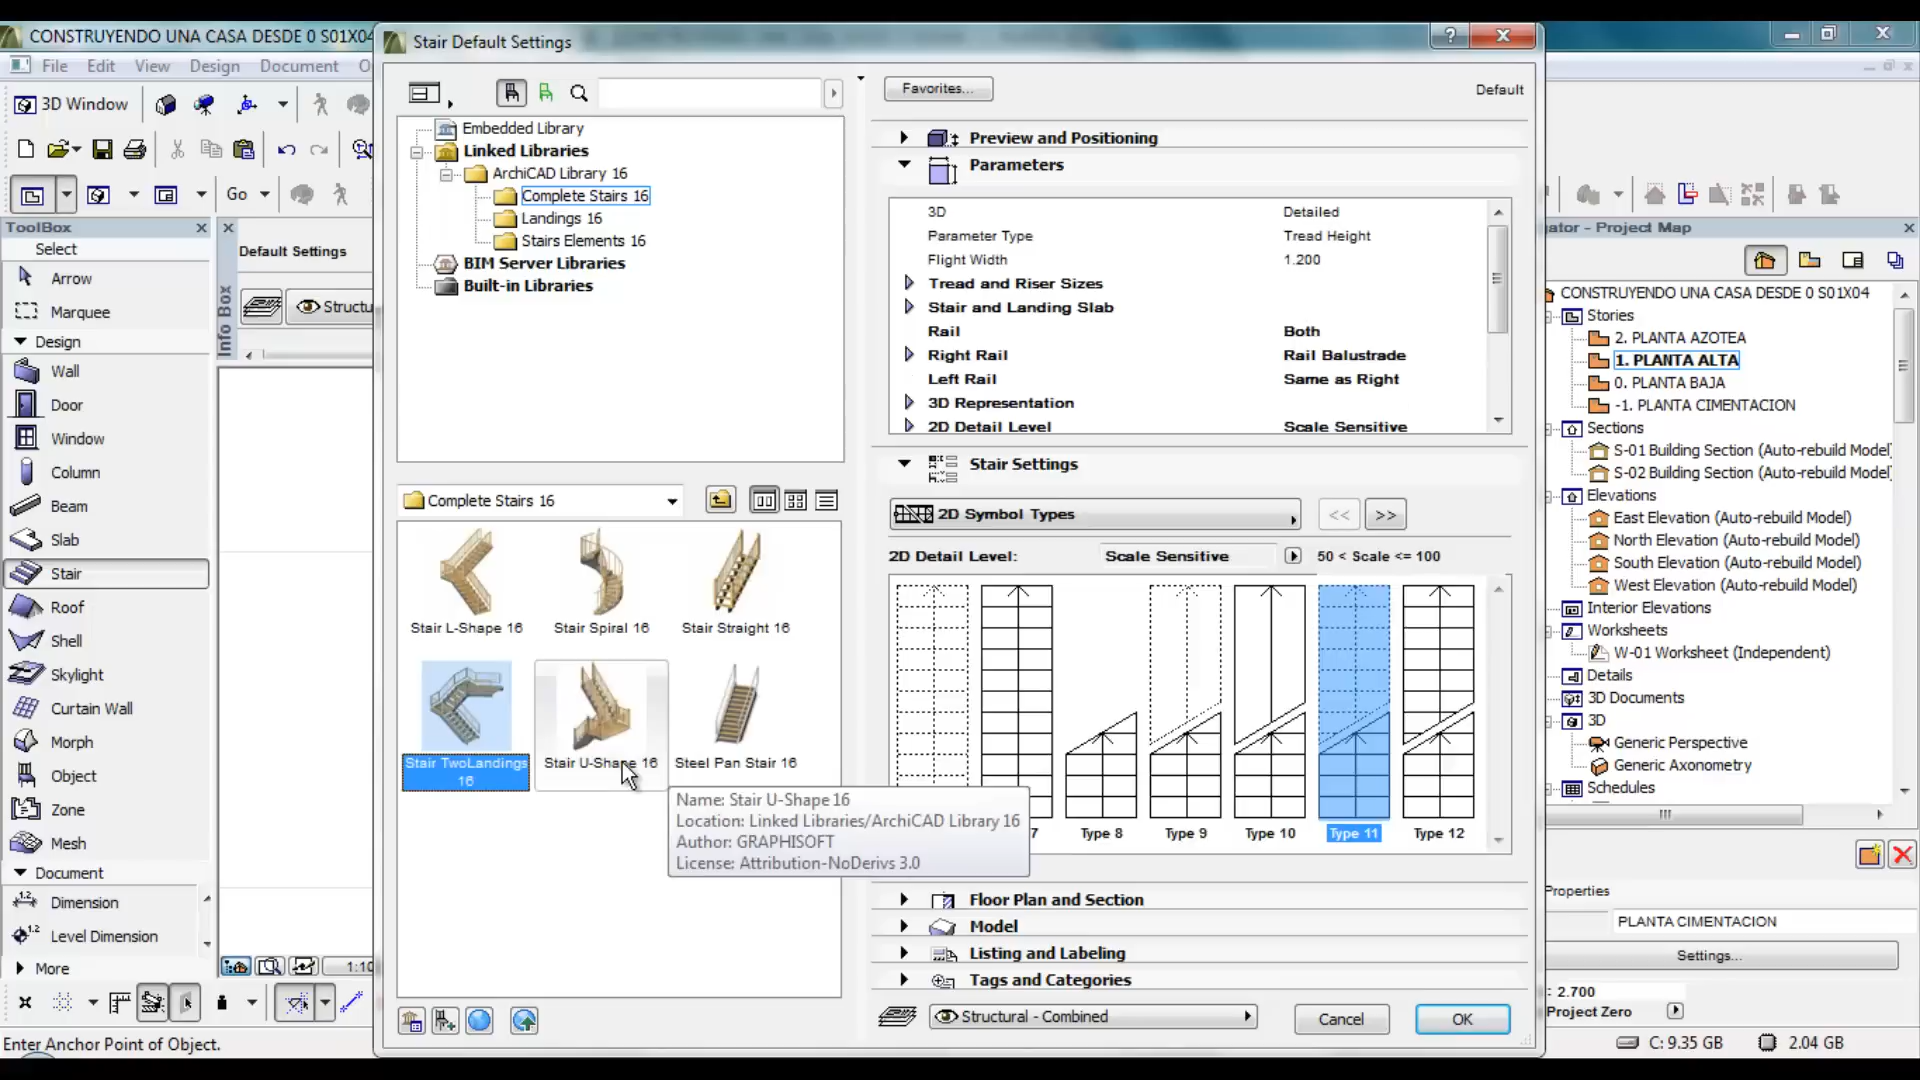 CONSTRUYENDO UNA CASA DESDE 0 S01X04
File Edit View Design Document
3D Window
Go
ToolBox
Select
Arrow
Marquee
Design
Wall
Door
Window
Column
Beam
Slab
Stair
Roof
Shell
Skylight
Curtain Wall
Morph
Object
Zone
Mesh
Document
Dimension
Level Dimension
More
Enter Anchor Point of Object.
Info Box
Default Settings
Structu
1:10
Stair Default Settings
Embedded Library
Linked Libraries
ArchiCAD Library 16
Complete Stairs 16
Landings 16
Stairs Elements 16
BIM Server Libraries
Built-in Libraries
Complete Stairs 16
Stair L-Shape 16
Stair Spiral 16
Stair Straight 16
Stair TwoLandings 16
Stair U-Shape 16
Steel Pan Stair 16
Name: Stair U-Shape 16
Location: Linked Libraries/ArchiCAD Library 16
Author: GRAPHISOFT
License: Attribution-NoDerivs 3.0
Favorites...
Default
Preview and Positioning
Parameters
3D Detailed
Parameter Type Tread Height
Flight Width 1.200
Tread and Riser Sizes
Stair and Landing Slab
Rail Both
Right Rail Rail Balustrade
Left Rail Same as Right
3D Representation
2D Detail Level Scale Sensitive
Stair Settings
2D Symbol Types
<< >>
2D Detail Level: Scale Sensitive 50 < Scale <= 100
7 Type 8 Type 9 Type 10 Type 11 Type 12
Floor Plan and Section
Model
Listing and Labeling
Tags and Categories
Structural - Combined
Cancel
OK
ator - Project Map
CONSTRUYENDO UNA CASA DESDE 0 S01X04
Stories
2. PLANTA AZOTEA
1. PLANTA ALTA
0. PLANTA BAJA
-1. PLANTA CIMENTACION
Sections
S-01 Building Section (Auto-rebuild Model)
S-02 Building Section (Auto-rebuild Model)
Elevations
East Elevation (Auto-rebuild Model)
North Elevation (Auto-rebuild Model)
South Elevation (Auto-rebuild Model)
West Elevation (Auto-rebuild Model)
Interior Elevations
Worksheets
W-01 Worksheet (Independent)
Details
3D Documents
3D
Generic Perspective
Generic Axonometry
Schedules
Properties
PLANTA CIMENTACION
Settings...
: 2.700
Project Zero
C: 9.35 GB
2.04 GB